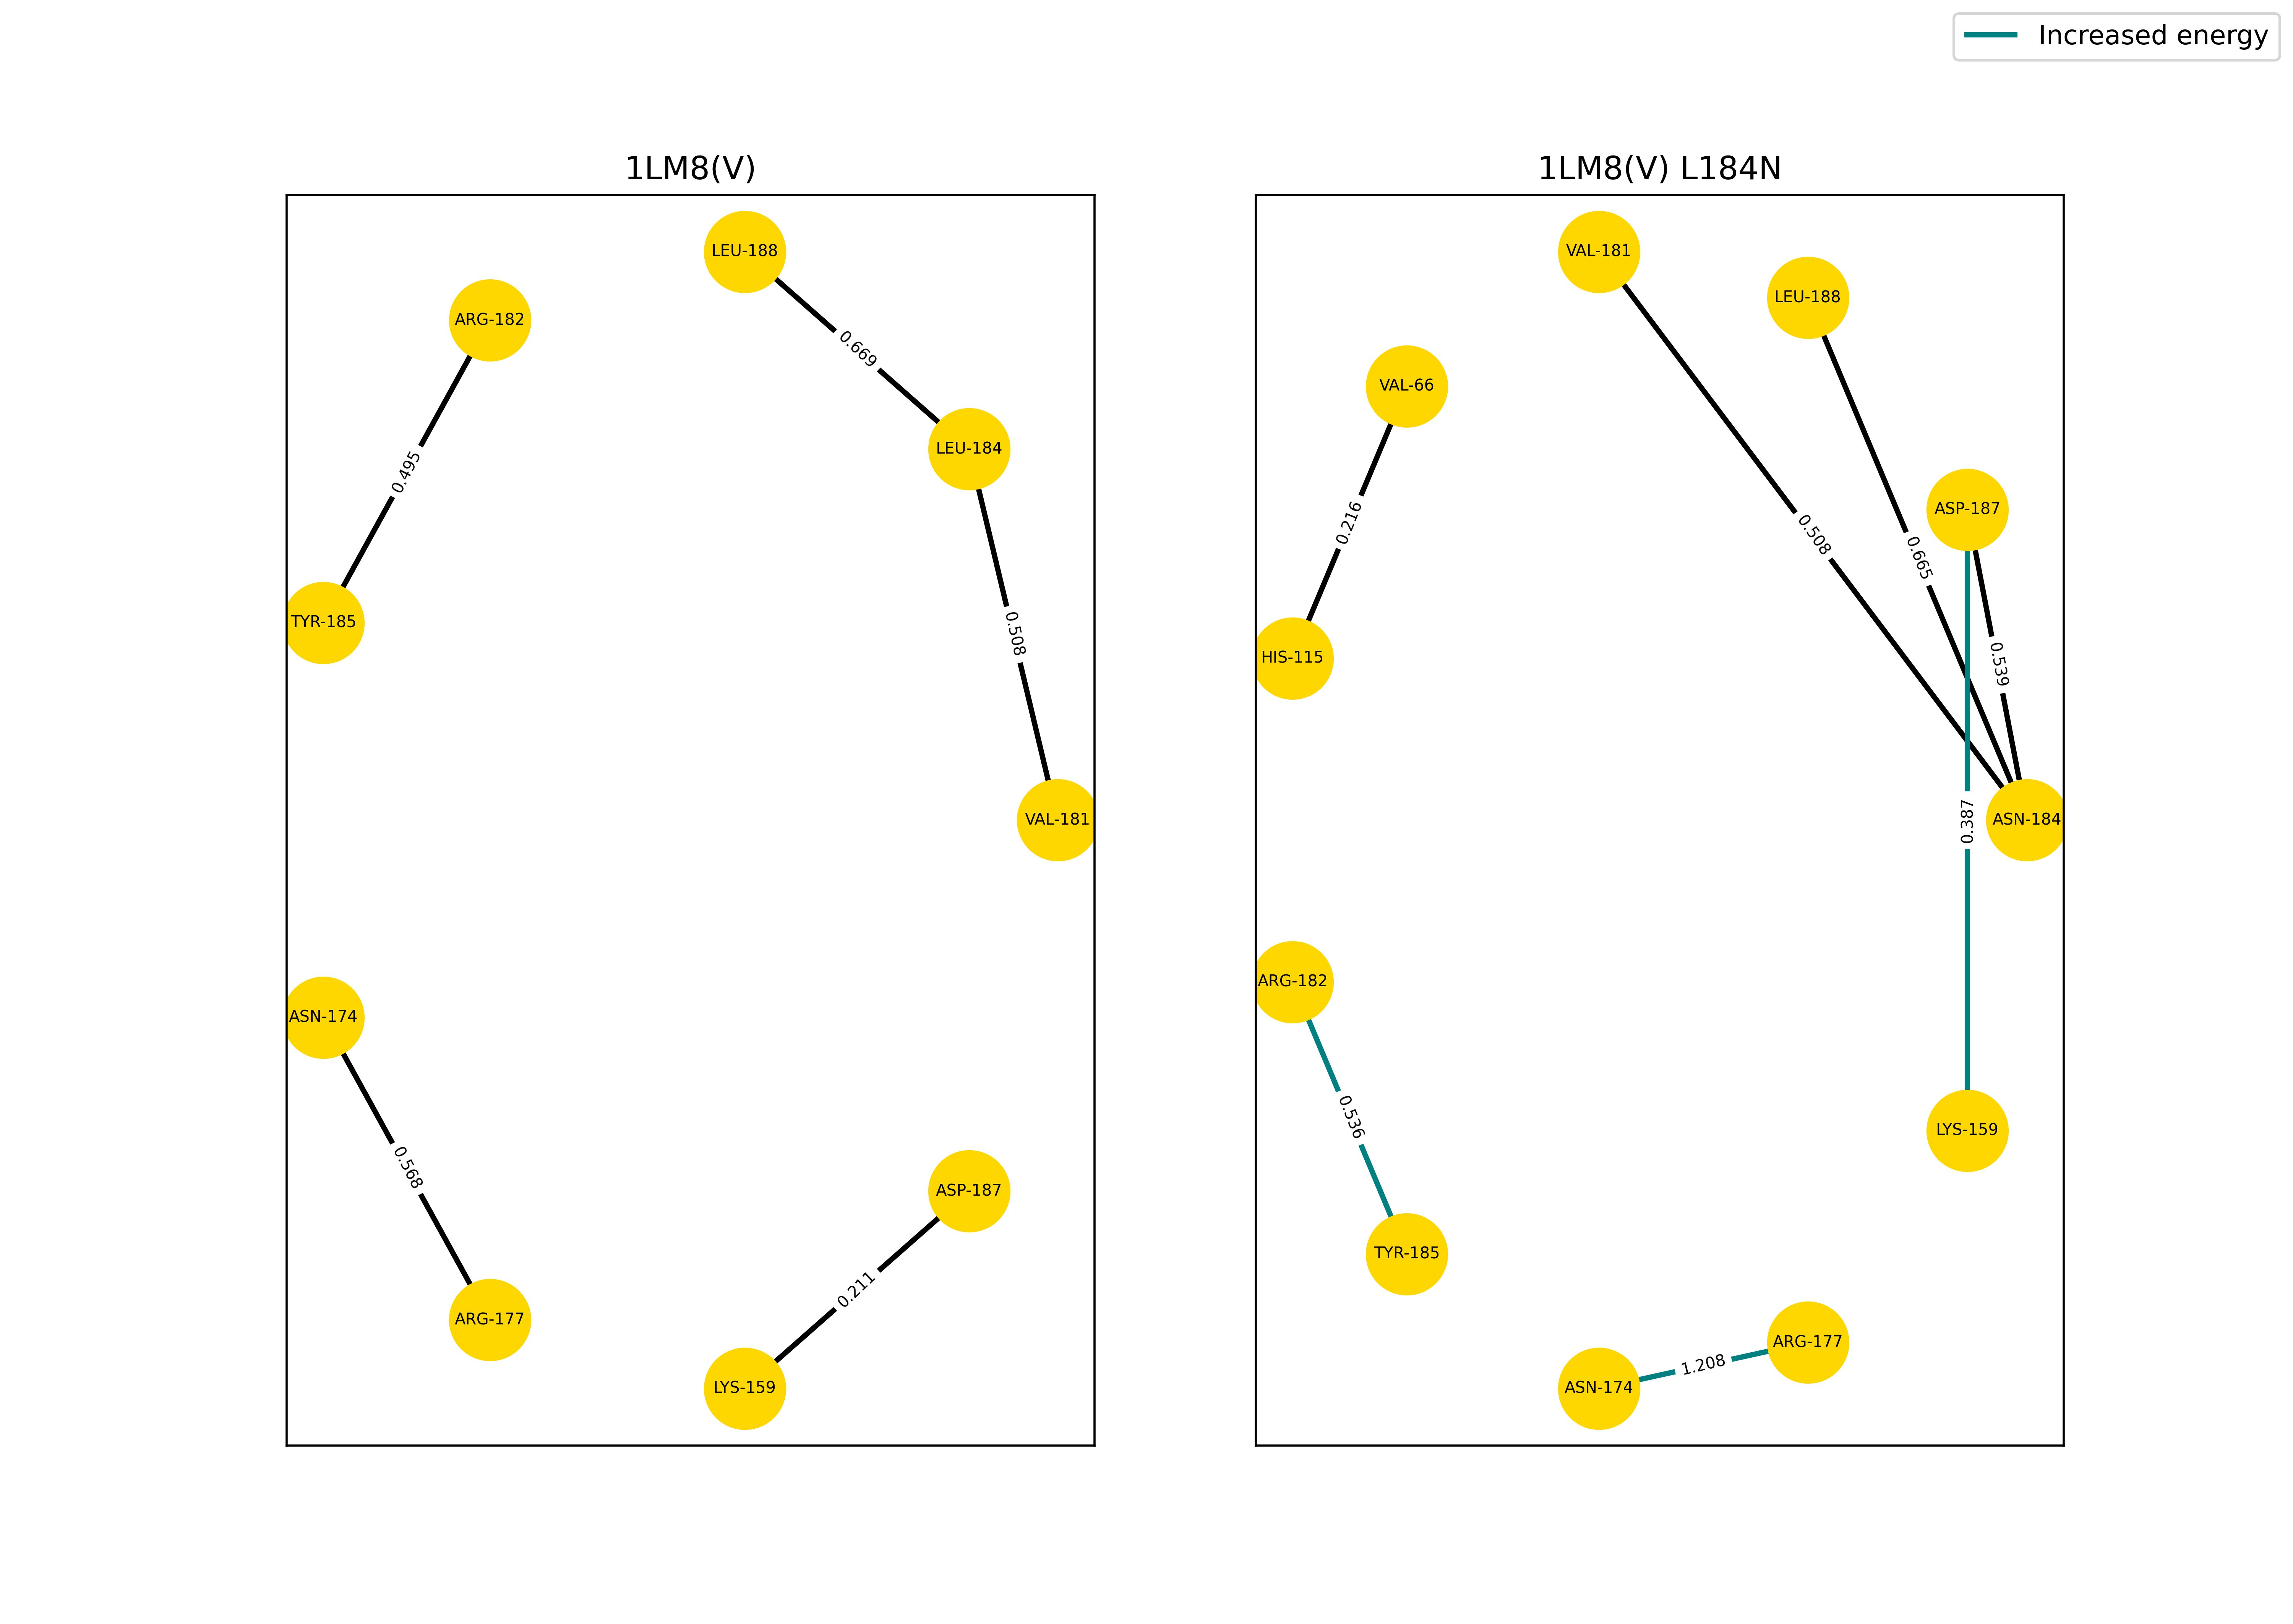 Increased energy
1LM8(V)
LEU-188
ARG-182
0.669
LEU-184
0.495
TYR-185
0.508
VAL-181
ASN-174
0.568
ASP-187
0.211
ARG-177
LYS-159
1LM8(V) L184N
VAL-181
LEU-188
VAL-66
ASP-187
0.216
0.508
0.665
HIS-115
0.539
0.387
ASN-184
ARG-182
0.536
LYS-159
TYR-185
ARG-177
1.208
ASN-174